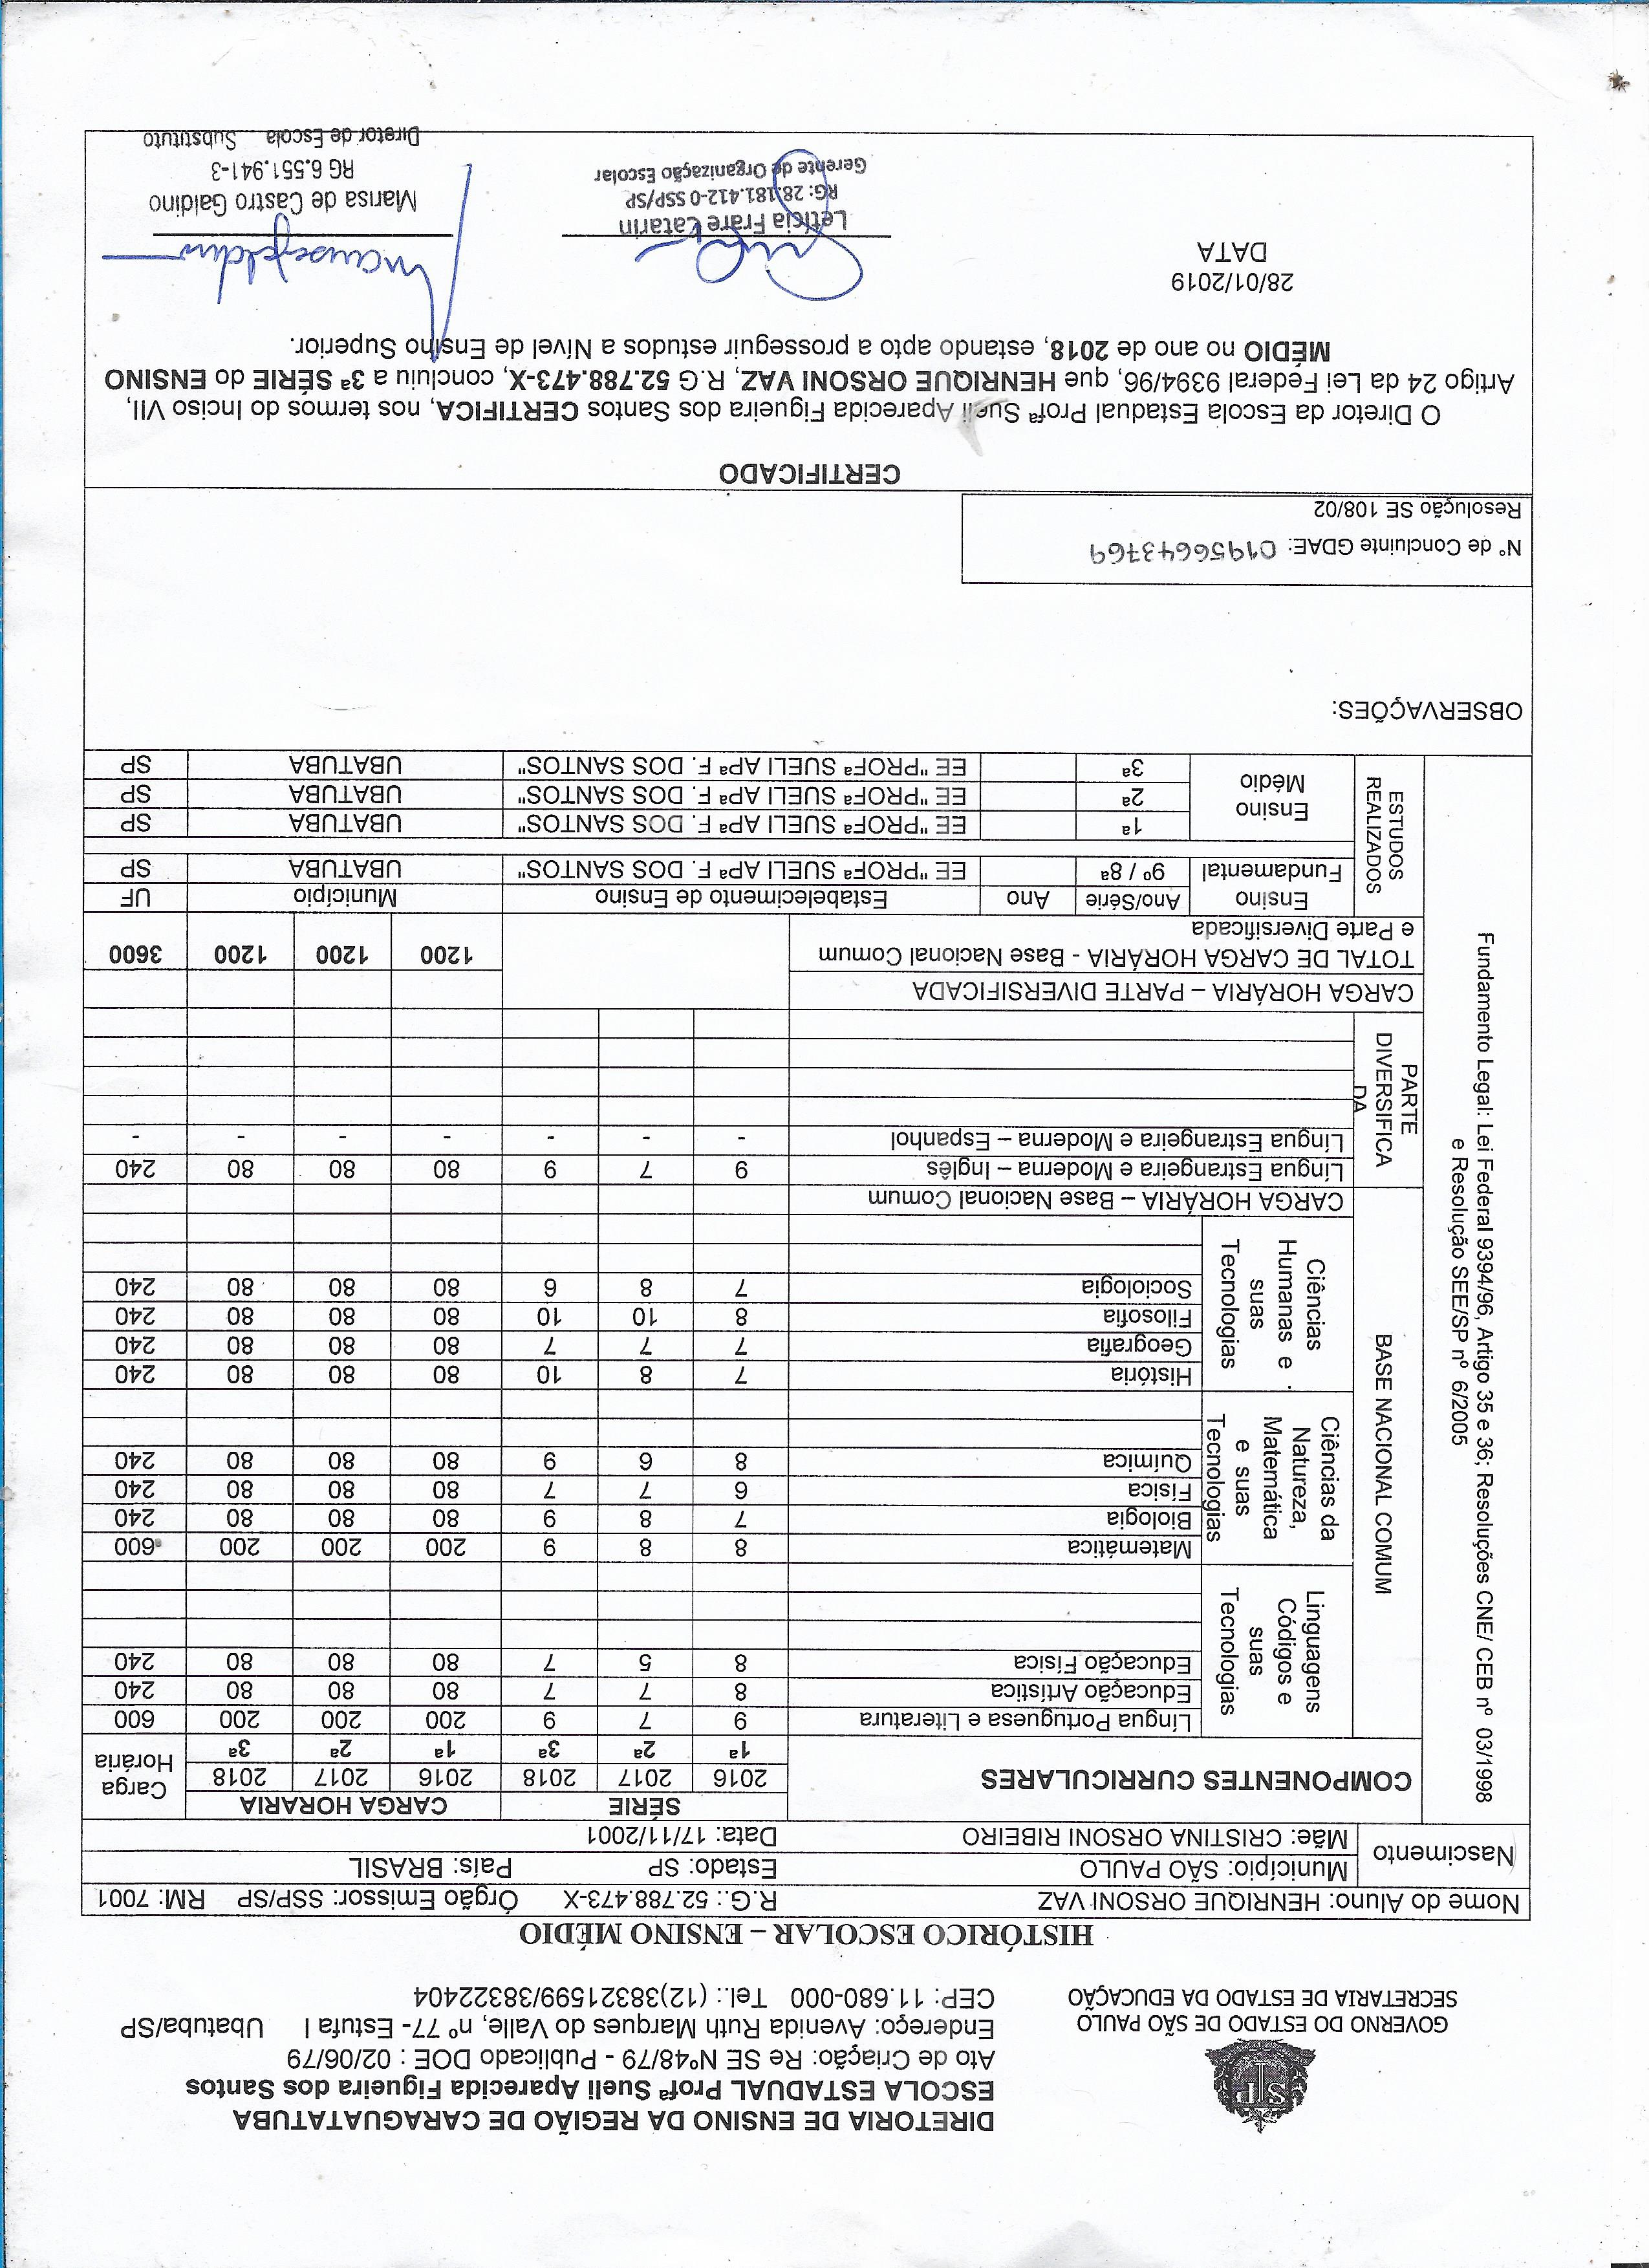 DIRETORIA DE ENSINO DA REGIÃO DE CARAGUATATUBA
ESCOLA ESTADUAL Profª Sueli Aparecida Figueira dos Santos
Ato de Criação: Re SE Nº48/79 - Publicado DOE : 02/06/79
Endereço: Avenida Ruth Marques do Valle, nº 77- Estufa I Ubatuba/SP
CEP: 11.680-000 Tel.: (12)38321599/38322404
SP
GOVERNO DO ESTADO DE SÃO PAULO
SECRETARIA DE ESTADO DA EDUCAÇÃO
HISTÓRICO ESCOLAR – ENSINO MÉDIO
Nome do Aluno: HENRIQUE ORSONI VAZ R.G.: 52.788.473-X Órgão Emissor: SSP/SP RM: 7001
Nascimento
Município: SÃO PAULO Estado: SP País: BRASIL
Mãe: CRISTINA ORSONI RIBEIRO Data: 17/11/2001
Fundamento Legal: Lei Federal 9394/96, Artigo 35 e 36; Resoluções CNE/ CEB nº 03/1998
e Resolução SEE/SP nº 6/2005
COMPONENTES CURRICULARES
SÉRIE CARGA HORARIA Carga
Horária
2016 2017 2018 2016 2017 2018
1ª 2ª 3ª 1ª 2ª 3ª
BASE NACIONAL COMUM
Linguagens
Códigos e
suas
Tecnologias
Língua Portuguesa e Literatura 9 7 9 200 200 200 600
Educação Artística 8 7 7 80 80 80 240
Educação Física 8 5 7 80 80 80 240
Ciências da
Natureza,
Matemática
e suas
Tecnologias
Matemática 8 8 9 200 200 200 600
Biologia 7 8 9 80 80 80 240
Física 6 7 7 80 80 80 240
Química 8 6 9 80 80 80 240
Ciências
Humanas e
suas
Tecnologias
História 7 8 10 80 80 80 240
Geografia 7 7 7 80 80 80 240
Filosofia 8 10 10 80 80 80 240
Sociologia 7 8 6 80 80 80 240
CARGA HORÁRIA – Base Nacional Comum
PARTE
DIVERSIFICA
DA
Língua Estrangeira e Moderna – Inglês 9 7 9 80 80 80 240
Língua Estrangeira e Moderna – Espanhol - - - - - - -
CARGA HORÁRIA – PARTE DIVERSIFICADA
TOTAL DE CARGA HORÁRIA - Base Nacional Comum 1200 1200 1200 3600
e Parte Diversificada
ESTUDOS
REALIZADOS
Ensino
Fundamental
Ano/Série Ano Estabelecimento de Ensino Município UF
9º / 8ª EE "PROFª SUELI APª F. DOS SANTOS" UBATUBA SP
Ensino
Médio
1ª EE "PROFª SUELI APª F. DOS SANTOS" UBATUBA SP
2ª EE "PROFª SUELI APª F. DOS SANTOS" UBATUBA SP
3ª EE "PROFª SUELI APª F. DOS SANTOS" UBATUBA SP
OBSERVAÇÕES:
N° de Concluinte GDAE: 01956643769
Resolução SE 108/02
CERTIFICADO
O Diretor da Escola Estadual Profª Sueli Aparecida Figueira dos Santos CERTIFICA, nos termos do Inciso VII,
Artigo 24 da Lei Federal 9394/96, que HENRIQUE ORSONI VAZ, R.G 52.788.473-X, concluiu a 3ª SÉRIE do ENSINO
MÉDIO no ano de 2018, estando apto a prosseguir estudos a Nível de Ensino Superior.
28/01/2019
DATA
Letícia Frare Catarin
RG: 28.181.412-0 SSP/SP
Gerente de Organização Escolar
Marisa de Castro Galdino
RG 6.551.941-3
Diretor de Escola Substituto